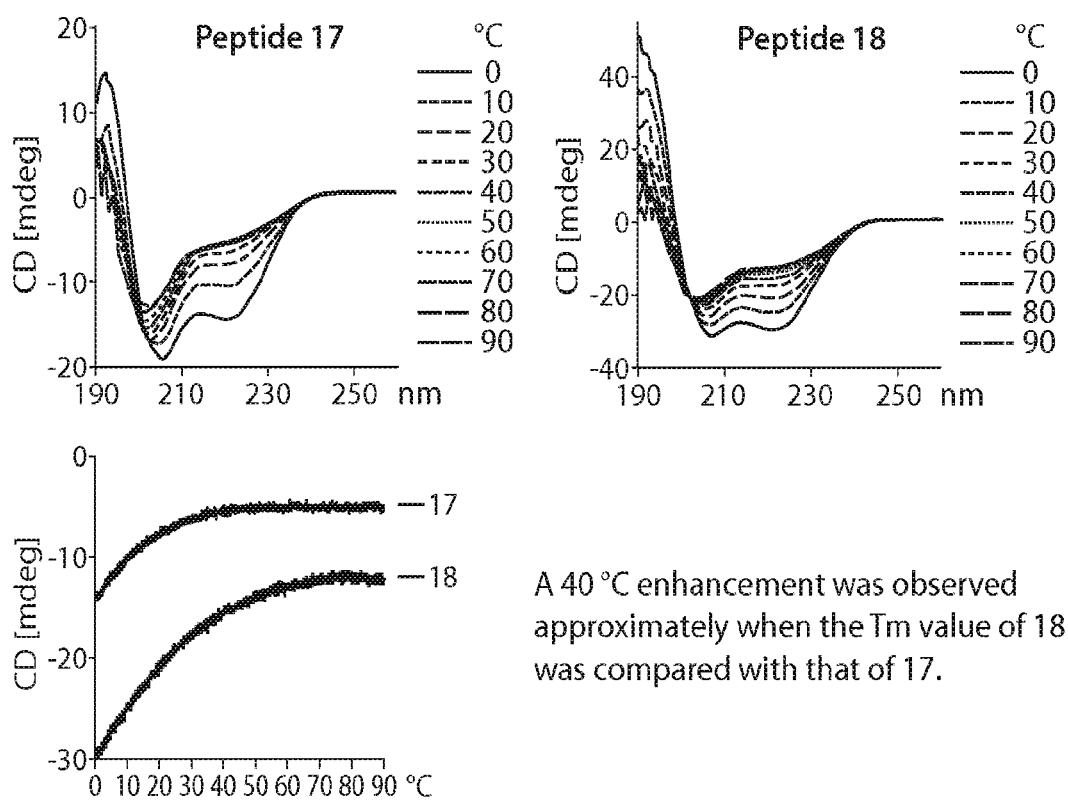 Peptide 17
°C
0
10
20
30
40
50
60
70
80
90
20
10
0
-10
-20
CD [mdeg]
190 210 230 250 nm
Peptide 18
°C
0
10
20
30
40
50
60
70
80
90
40
20
0
-20
-40
CD [mdeg]
190 210 230 250 nm
0
-10
-20
-30
CD [mdeg]
17
18
0 10 20 30 40 50 60 70 80 90 °C
A 40 °C enhancement was observed
approximately when the Tm value of 18
was compared with that of 17.